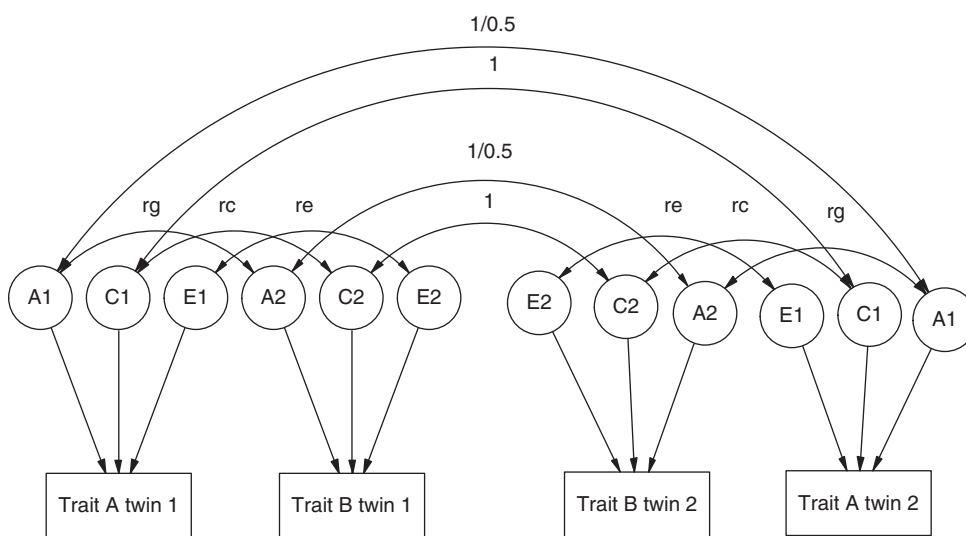 1/0.5
1
1/0.5
rg rc re 1 re rc rg
A1 C1 E1 A2 C2 E2 E2 C2 A2 E1 C1 A1
Trait A twin 1 Trait B twin 1 Trait B twin 2 Trait A twin 2